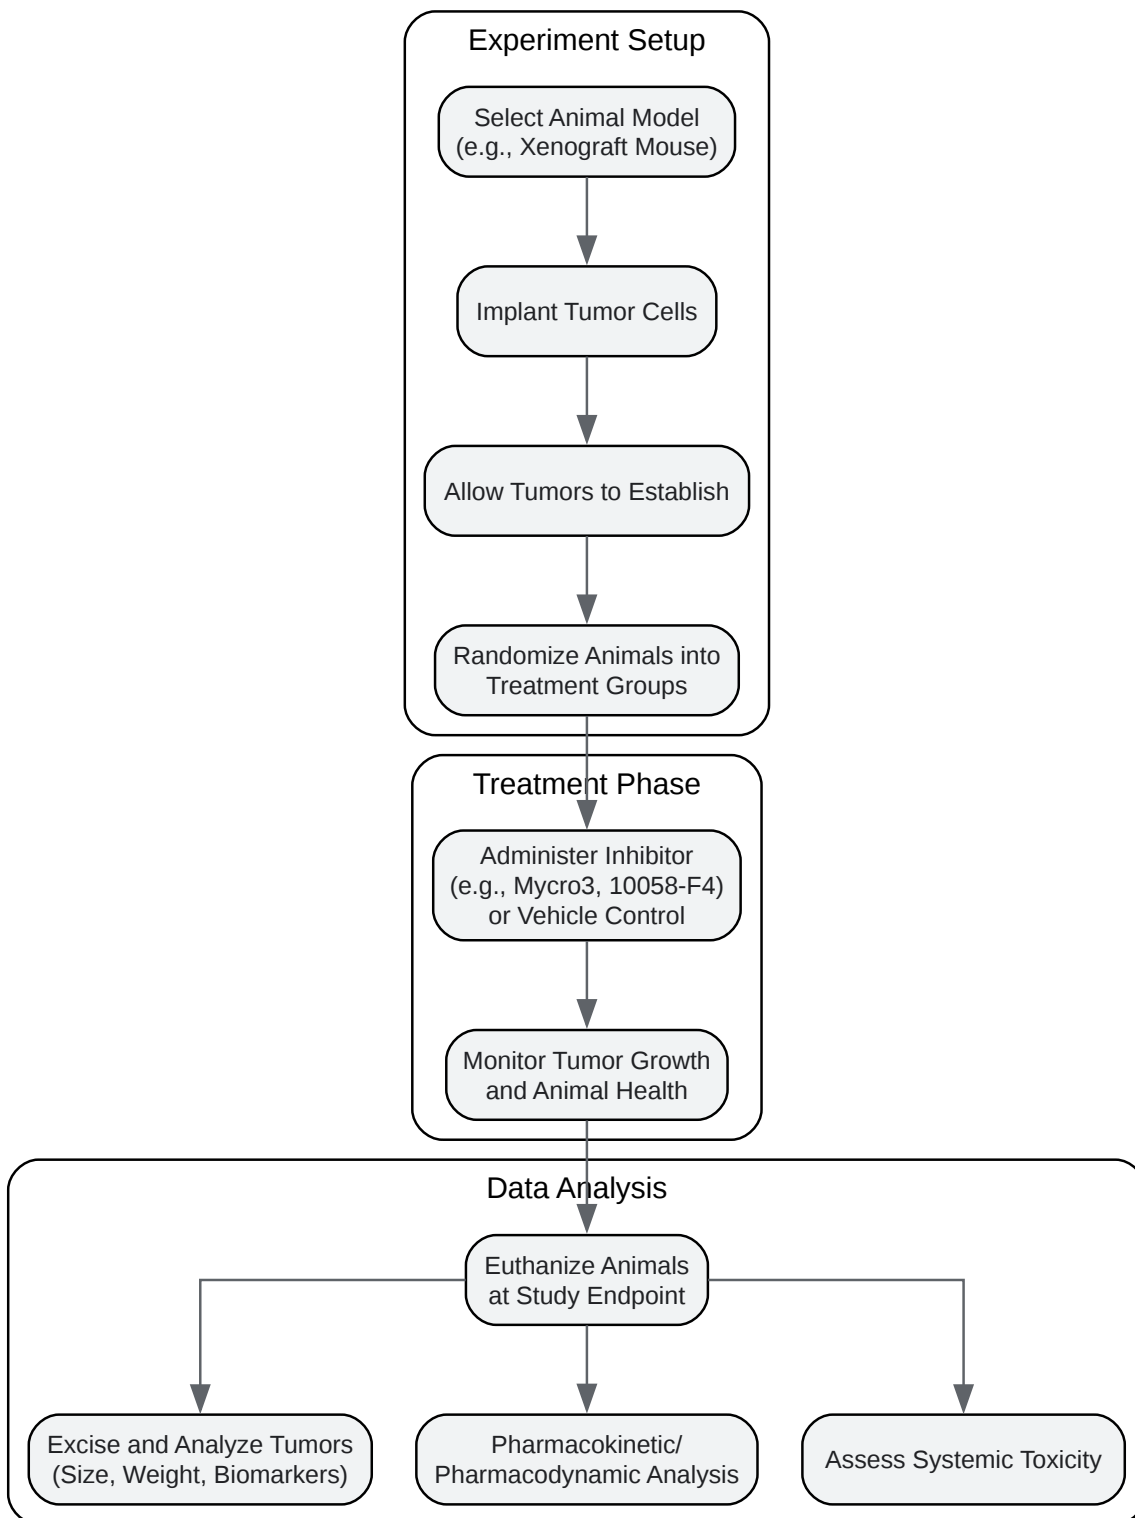 Experiment Setup
Select Animal Model
(e.g., Xenograft Mouse)
Implant Tumor Cells
Allow Tumors to Establish
Randomize Animals into
Treatment Groups
Treatment Phase
Administer Inhibitor
(e.g., Mycro3, 10058-F4)
or Vehicle Control
Monitor Tumor Growth
and Animal Health
Data Analysis
Euthanize Animals
at Study Endpoint
Excise and Analyze Tumors
(Size, Weight, Biomarkers)
Pharmacokinetic/
Pharmacodynamic Analysis
Assess Systemic Toxicity